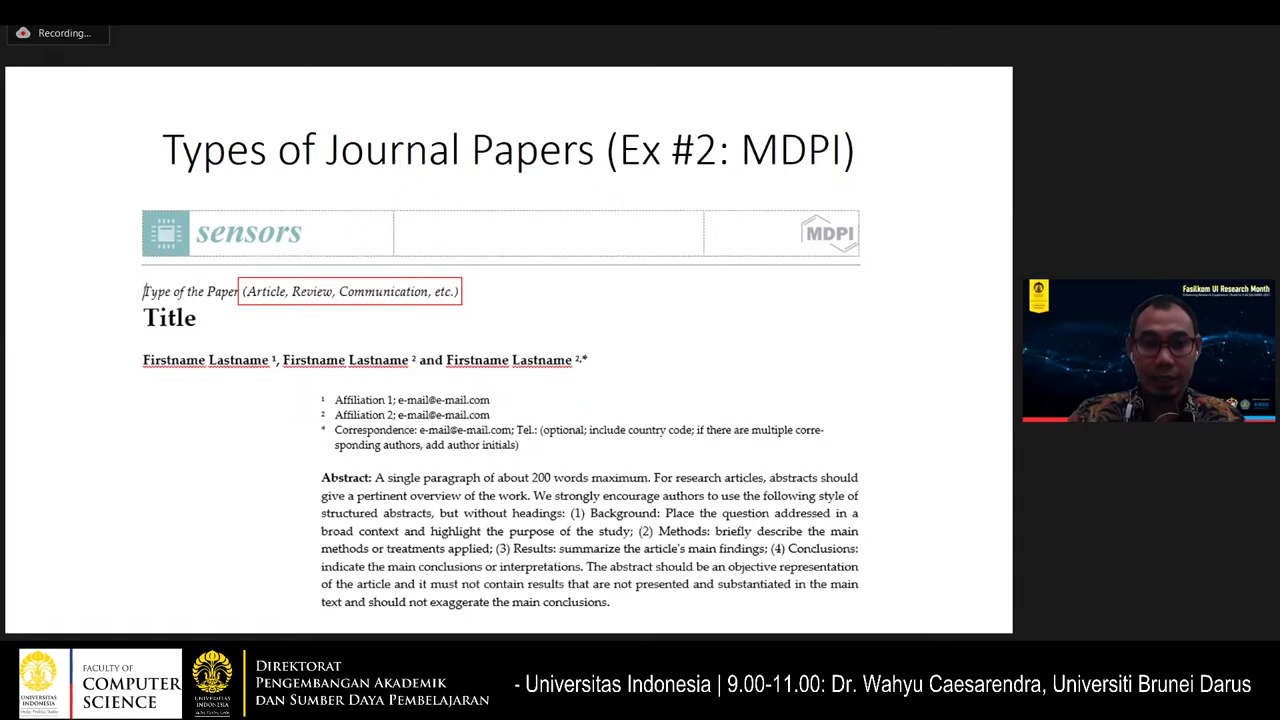 Recording...
Types of Journal Papers (Ex #2: MDPI)
sensors
MDPI
Type of the Paper (Article, Review, Communication, etc.)
Title
Firstname Lastname ¹, Firstname Lastname ² and Firstname Lastname ²,*
¹ Affiliation 1; e-mail@e-mail.com
² Affiliation 2; e-mail@e-mail.com
* Correspondence: e-mail@e-mail.com; Tel.: (optional; include country code; if there are multiple corre-
sponding authors, add author initials)
Abstract: A single paragraph of about 200 words maximum. For research articles, abstracts should
give a pertinent overview of the work. We strongly encourage authors to use the following style of
structured abstracts, but without headings: (1) Background: Place the question addressed in a
broad context and highlight the purpose of the study; (2) Methods: briefly describe the main
methods or treatments applied; (3) Results: summarize the article's main findings; (4) Conclusions:
indicate the main conclusions or interpretations. The abstract should be an objective representation
of the article and it must not contain results that are not presented and substantiated in the main
text and should not exaggerate the main conclusions.
Fasilkom UI Research Month
FACULTY OF
COMPUTER
SCIENCE
UNIVERSITAS
INDONESIA
UNIVERSITAS
INDONESIA
DIREKTORAT
PENGEMBANGAN AKADEMIK
DAN SUMBER DAYA PEMBELAJARAN
- Universitas Indonesia | 9.00-11.00: Dr. Wahyu Caesarendra, Universiti Brunei Darus